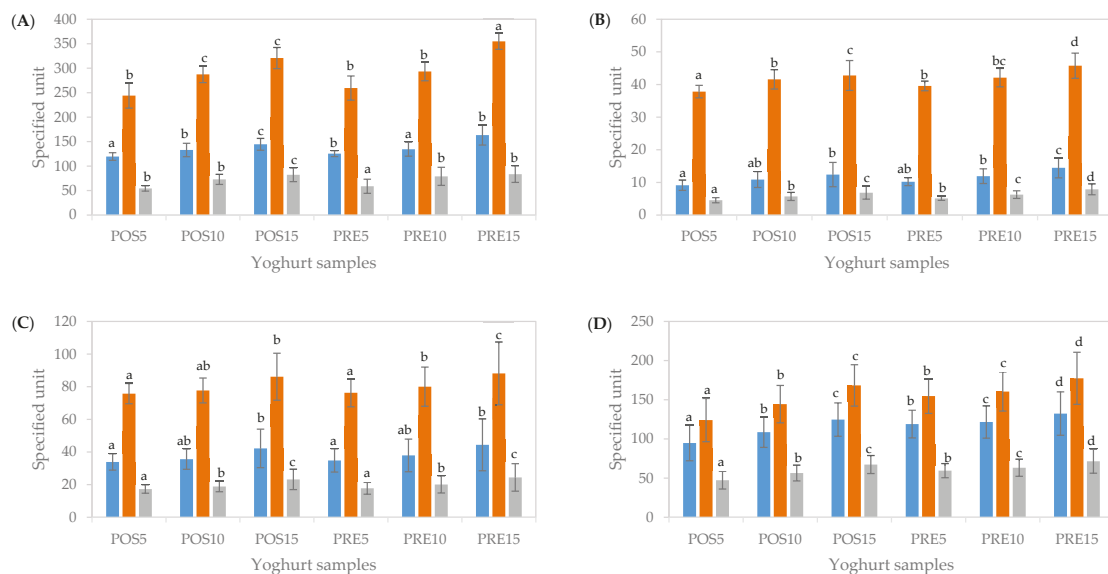 (A)
Specified unit
400
350
300
250
200
150
100
50
0
a b b
b c b
c c b
b b a
a b b
b a b
POS5 POS10 POS15 PRE5 PRE10 PRE15
Yoghurt samples
(B)
Specified unit
60
50
40
30
20
10
0
a a a
ab b b
b c c
ab b b
b bc c
c d d
POS5 POS10 POS15 PRE5 PRE10 PRE15
Yoghurt samples
(C)
Specified unit
120
100
80
60
40
20
0
a a a
ab ab b
b b c
a a a
ab b b
b c c
POS5 POS10 POS15 PRE5 PRE10 PRE15
Yoghurt samples
(D)
Specified unit
250
200
150
100
50
0
a a a
b b b
c c c
b b b
c c b
d d d
POS5 POS10 POS15 PRE5 PRE10 PRE15
Yoghurt samples